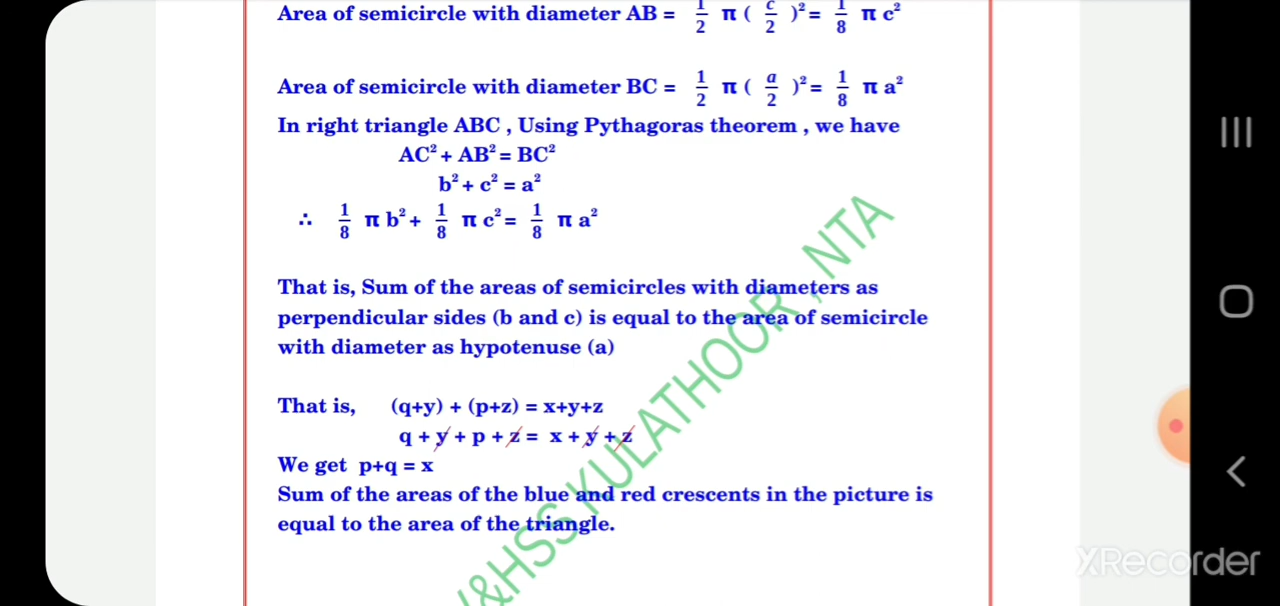 Area of semicircle with diameter AB = 1/2 π ( c/2 )² = 1/8 π c²
Area of semicircle with diameter BC = 1/2 π ( a/2 )² = 1/8 π a²
In right triangle ABC , Using Pythagoras theorem , we have
AC² + AB² = BC²
b² + c² = a²
∴ 1/8 π b² + 1/8 π c² = 1/8 π a²
That is, Sum of the areas of semicircles with diameters as
perpendicular sides (b and c) is equal to the area of semicircle
with diameter as hypotenuse (a)
That is, (q+y) + (p+z) = x+y+z
q + y + p + z = x + y + z
We get p+q = x
Sum of the areas of the blue and red crescents in the picture is
equal to the area of the triangle.
&HSS KULATHOOR , NTA
XRecorder